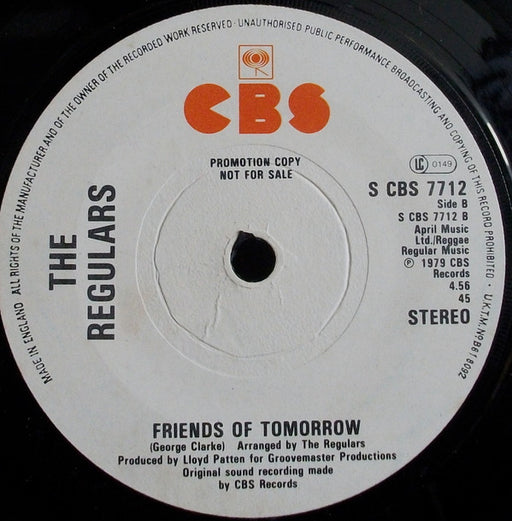 ALL RIGHTS OF THE MANUFACTURER AND OF THE OWNER OF THE RECORDED WORK RESERVED · UNAUTHORISED PUBLIC PERFORMANCE BROADCASTING AND COPYING OF THIS RECORD PROHIBITED · U.K.T.M.Nº B618092
MADE IN ENGLAND
CBS
PROMOTION COPY
NOT FOR SALE
LC 0149
S CBS 7712
Side B
S CBS 7712 B
April Music
Ltd./Reggae
Regular Music
℗ 1979 CBS
Records
4.56
45
STEREO
THE
REGULARS
FRIENDS OF TOMORROW
(George Clarke) Arranged by The Regulars
Produced by Lloyd Patten for Groovemaster Productions
Original sound recording made
by CBS Records